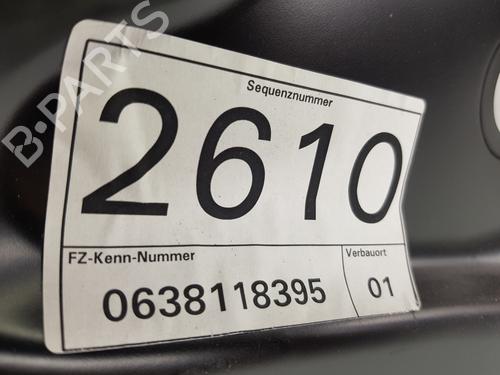 B-PARTS
Sequenznummer
2610
FZ-Kenn-Nummer
Verbauort
0638118395
01